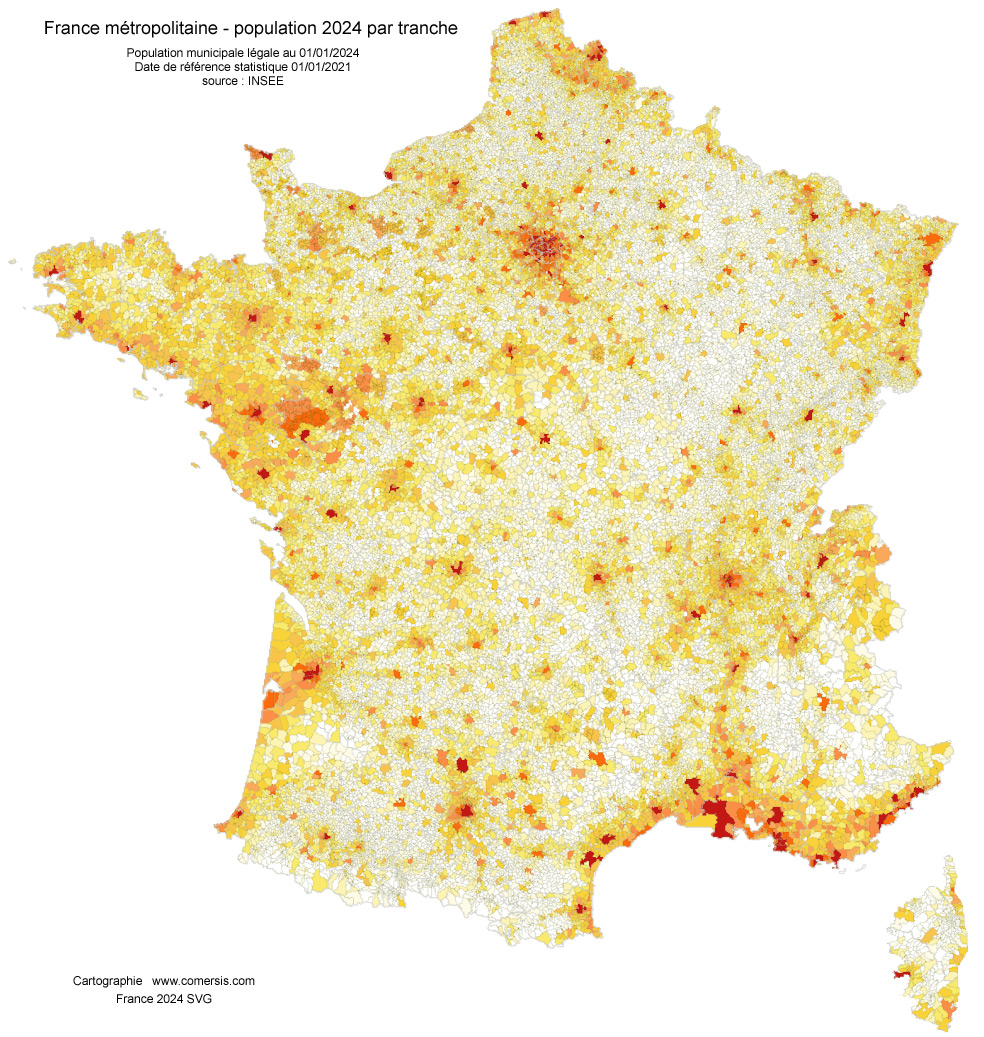 France métropolitaine - population 2024 par tranche
Population municipale légale au 01/01/2024
Date de référence statistique 01/01/2021
source : INSEE
Cartographie www.comersis.com
France 2024 SVG